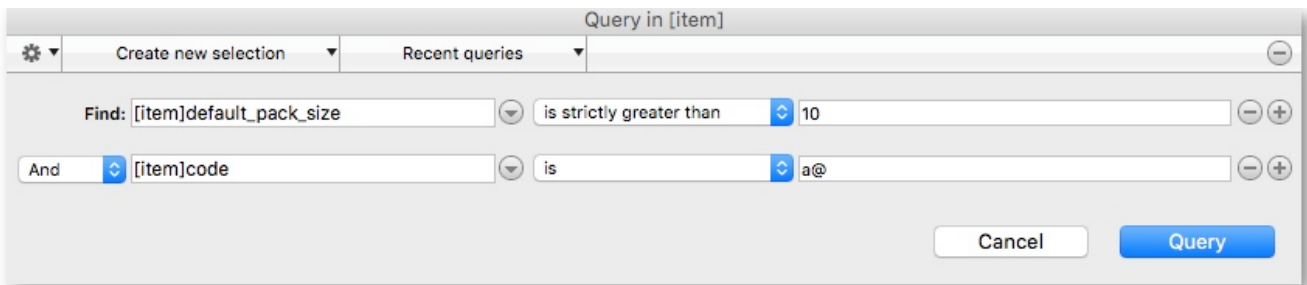 Query in [item]
Create new selection Recent queries
Find: [item]default_pack_size is strictly greater than 10
And [item]code is a@
Cancel Query